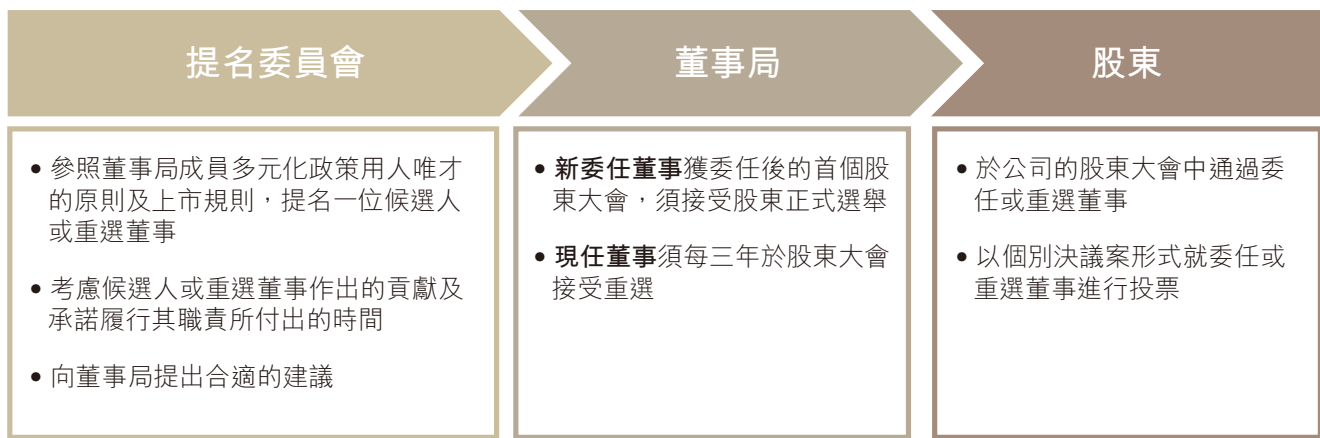 提名委員會
董事局
股東
• 參照董事局成員多元化政策用人唯才
的原則及上市規則，提名一位候選人
或重選董事
• 考慮候選人或重選董事作出的貢獻及
承諾履行其職責所付出的時間
• 向董事局提出合適的建議
• 新委任董事獲委任後的首個股
東大會，須接受股東正式選舉
• 現任董事須每三年於股東大會
接受重選
• 於公司的股東大會中通過委
任或重選董事
• 以個別決議案形式就委任或
重選董事進行投票